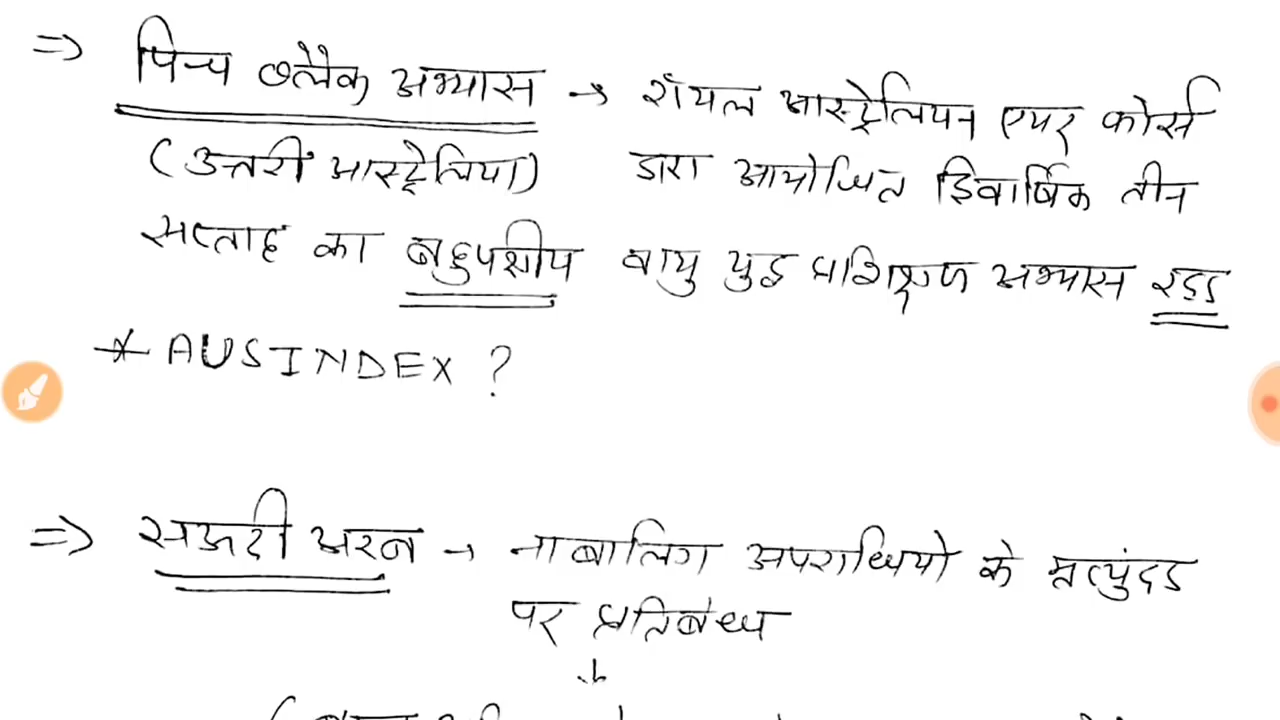 ⇒ पिच ब्लैक अभ्यास → रॉयल आस्ट्रेलियन एयर फोर्स
(उत्तरी आस्ट्रेलिया) द्वारा आयोजित द्विवार्षिक तीन
सप्ताह का बहुपक्षीय वायु युद्ध प्रशिक्षण अभ्यास रद्द
* AUSINDEX ?
⇒ सऊदी अरब → नाबालिग अपराधियो के मृत्युदंड
पर प्रतिबंध